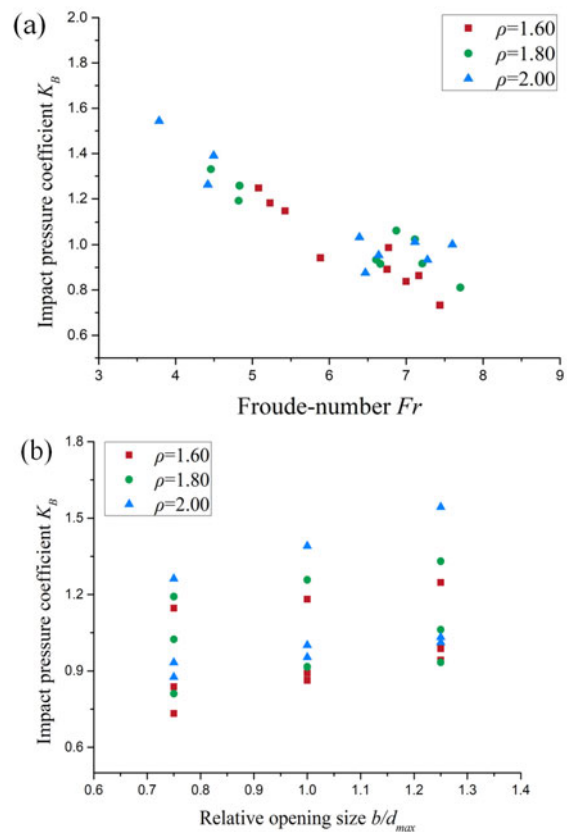 (a)
2.0
1.8
1.6
1.4
1.2
1.0
0.8
0.6
Impact pressure coefficient K_B
ρ=1.60
ρ=1.80
ρ=2.00
3 4 5 6 7 8 9
Froude-number Fr
(b)
1.8
1.5
1.2
0.9
0.6
Impact pressure coefficient K_B
ρ=1.60
ρ=1.80
ρ=2.00
0.6 0.7 0.8 0.9 1.0 1.1 1.2 1.3 1.4
Relative opening size b/d_max